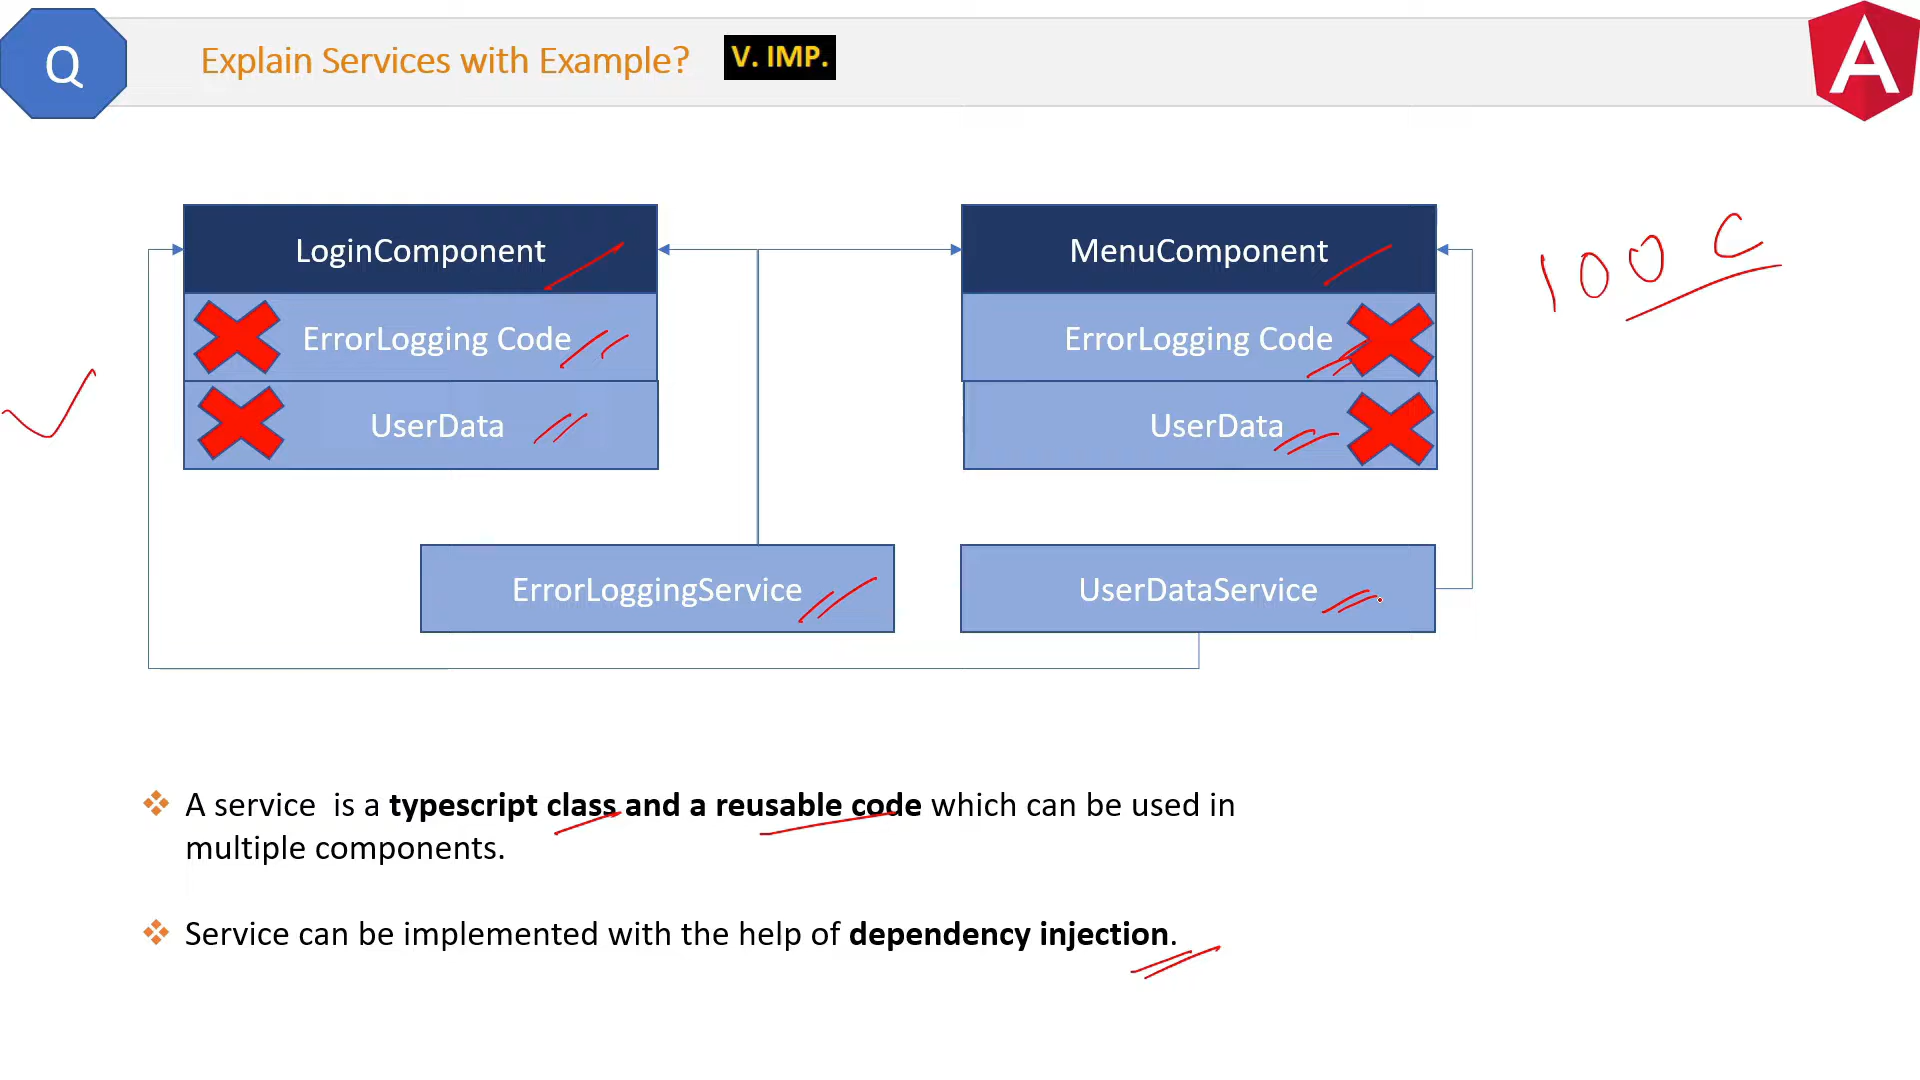 Q
Explain Services with Example?
V. IMP.
A
LoginComponent
ErrorLogging Code
UserData
MenuComponent
ErrorLogging Code
UserData
100 C
ErrorLoggingService
UserDataService
A service is a typescript class and a reusable code which can be used in
multiple components.
Service can be implemented with the help of dependency injection.